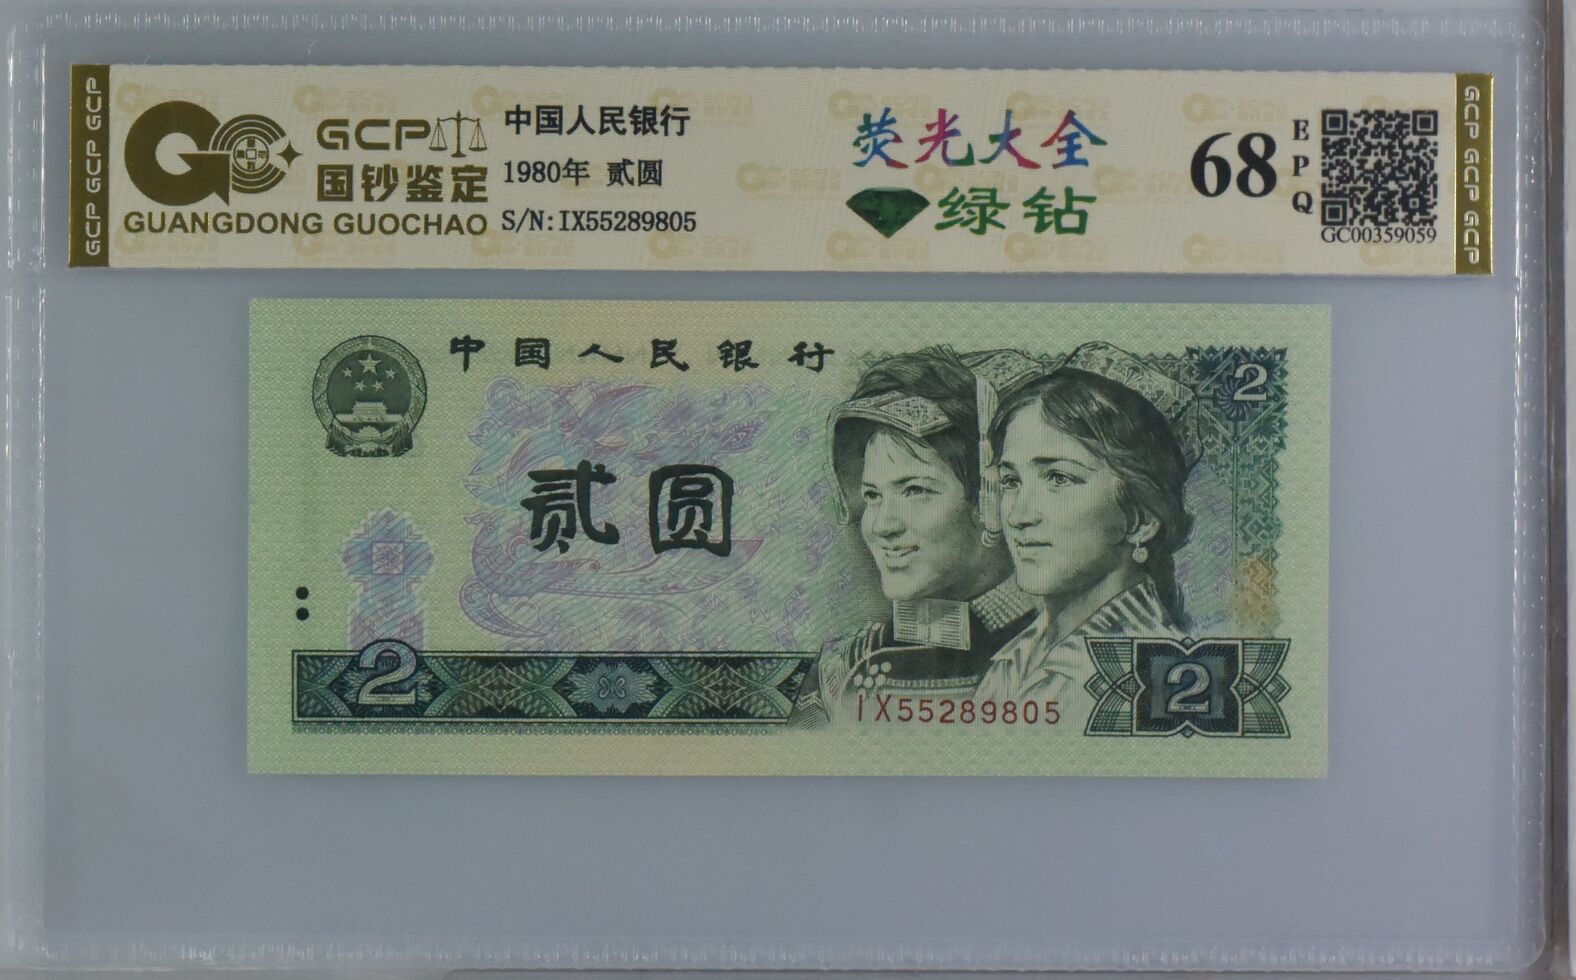 GCP GCP GCP
GCP
国钞鉴定
GUANGDONG GUOCHAO
中国人民银行
1980年 贰圆
S/N:IX55289805
荧光大全
绿钻
68
EPQ
GC00359059
GCP GCP GCP
中国人民银行
2
贰圆
2
IX55289805
2